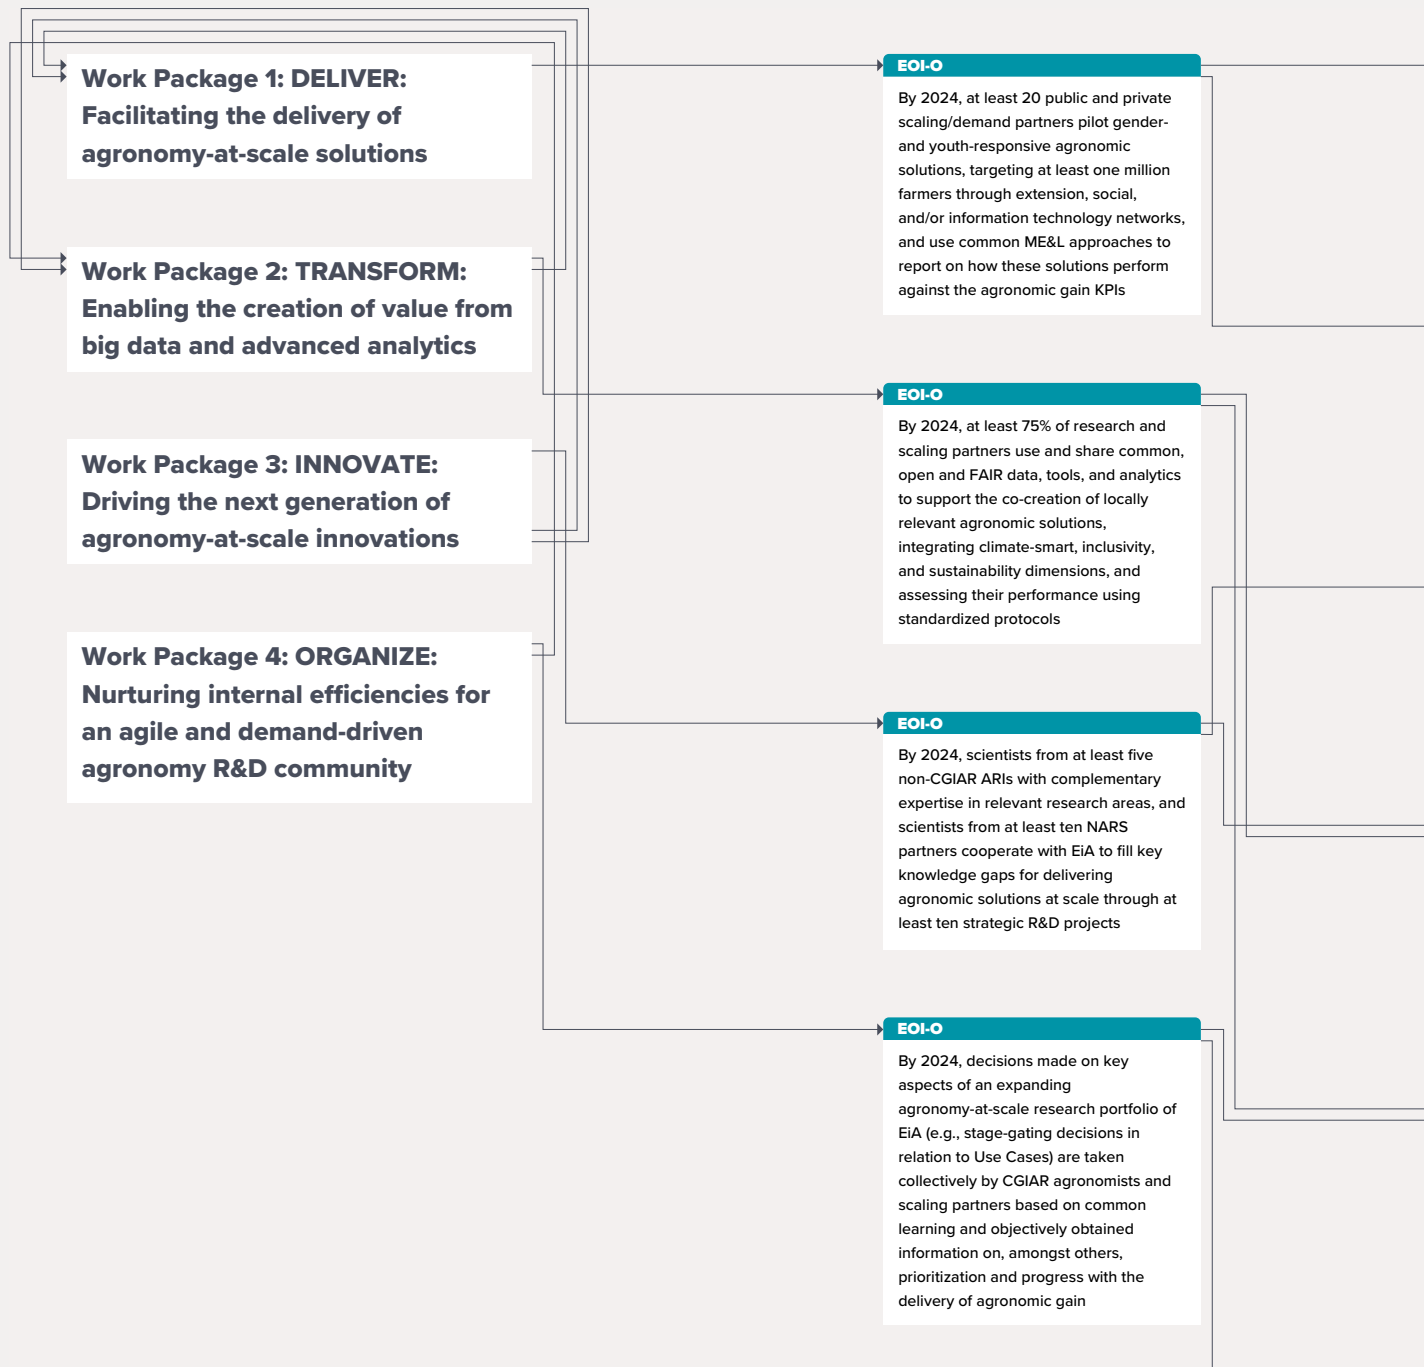 Work Package 1: DELIVER:
Facilitating the delivery of
agronomy-at-scale solutions
Work Package 2: TRANSFORM:
Enabling the creation of value from
big data and advanced analytics
Work Package 3: INNOVATE:
Driving the next generation of
agronomy-at-scale innovations
Work Package 4: ORGANIZE:
Nurturing internal efficiencies for
an agile and demand-driven
agronomy R&D community
EOI-O
By 2024, at least 20 public and private
scaling/demand partners pilot gender-
and youth-responsive agronomic
solutions, targeting at least one million
farmers through extension, social,
and/or information technology networks,
and use common ME&L approaches to
report on how these solutions perform
against the agronomic gain KPIs
EOI-O
By 2024, at least 75% of research and
scaling partners use and share common,
open and FAIR data, tools, and analytics
to support the co-creation of locally
relevant agronomic solutions,
integrating climate-smart, inclusivity,
and sustainability dimensions, and
assessing their performance using
standardized protocols
EOI-O
By 2024, scientists from at least five
non-CGIAR ARIs with complementary
expertise in relevant research areas, and
scientists from at least ten NARS
partners cooperate with EiA to fill key
knowledge gaps for delivering
agronomic solutions at scale through at
least ten strategic R&D projects
EOI-O
By 2024, decisions made on key
aspects of an expanding
agronomy-at-scale research portfolio of
EiA (e.g., stage-gating decisions in
relation to Use Cases) are taken
collectively by CGIAR agronomists and
scaling partners based on common
learning and objectively obtained
information on, amongst others,
prioritization and progress with the
delivery of agronomic gain